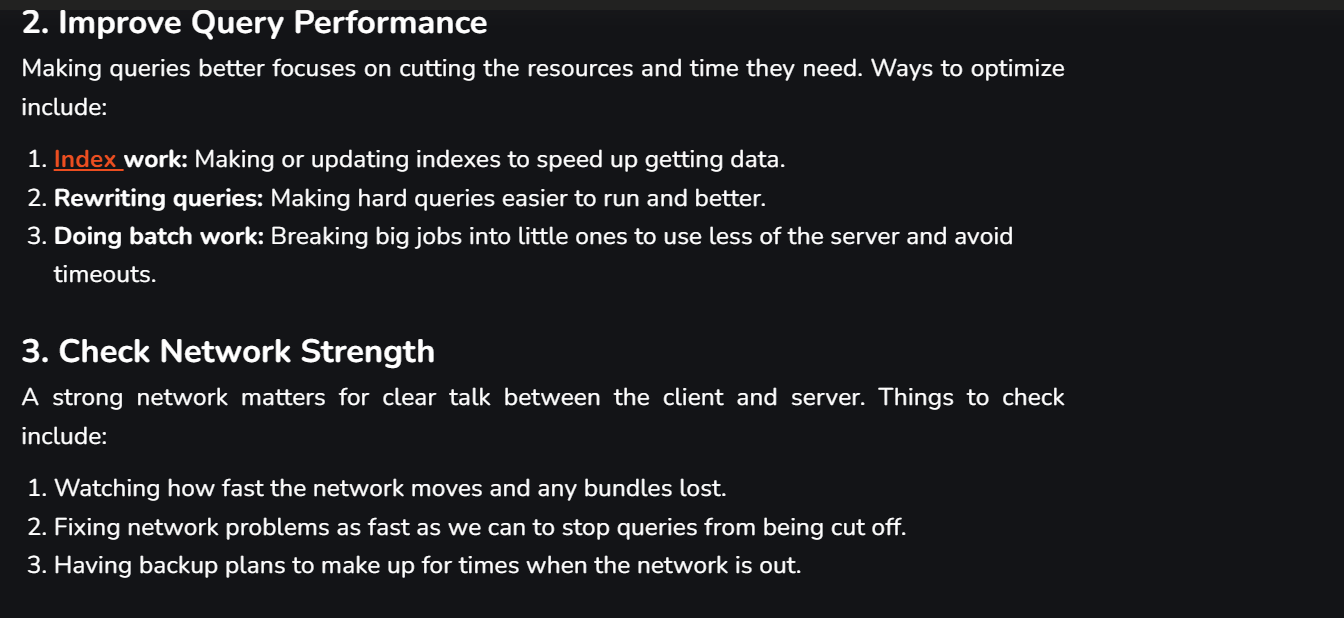 2. Improve Query Performance
Making queries better focuses on cutting the resources and time they need. Ways to optimize
include:
1. Index work: Making or updating indexes to speed up getting data.
2. Rewriting queries: Making hard queries easier to run and better.
3. Doing batch work: Breaking big jobs into little ones to use less of the server and avoid
timeouts.
3. Check Network Strength
A strong network matters for clear talk between the client and server. Things to check
include:
1. Watching how fast the network moves and any bundles lost.
2. Fixing network problems as fast as we can to stop queries from being cut off.
3. Having backup plans to make up for times when the network is out.